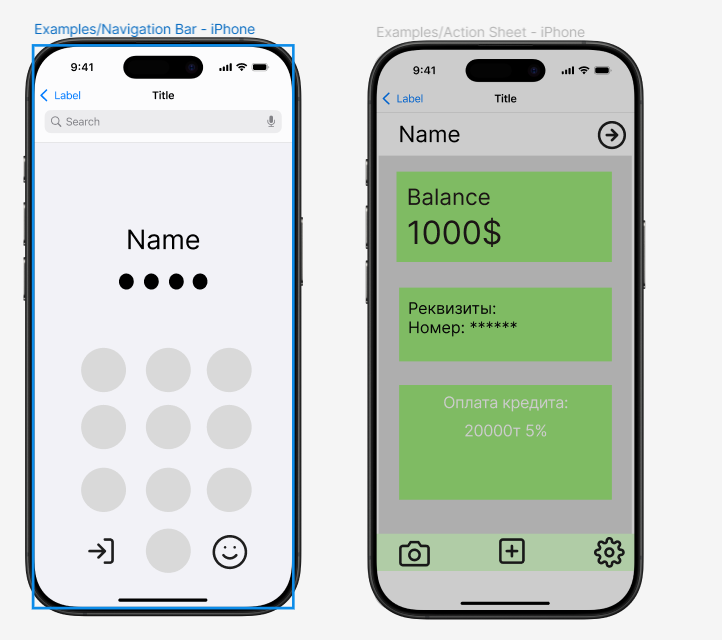 Examples/Navigation Bar - iPhone
9:41
Label
Title
Search
Name
Examples/Action Sheet - iPhone
9:41
Label
Title
Name
Balance
1000$
Реквизиты:
Номер: ******
Оплата кредита:
20000т 5%